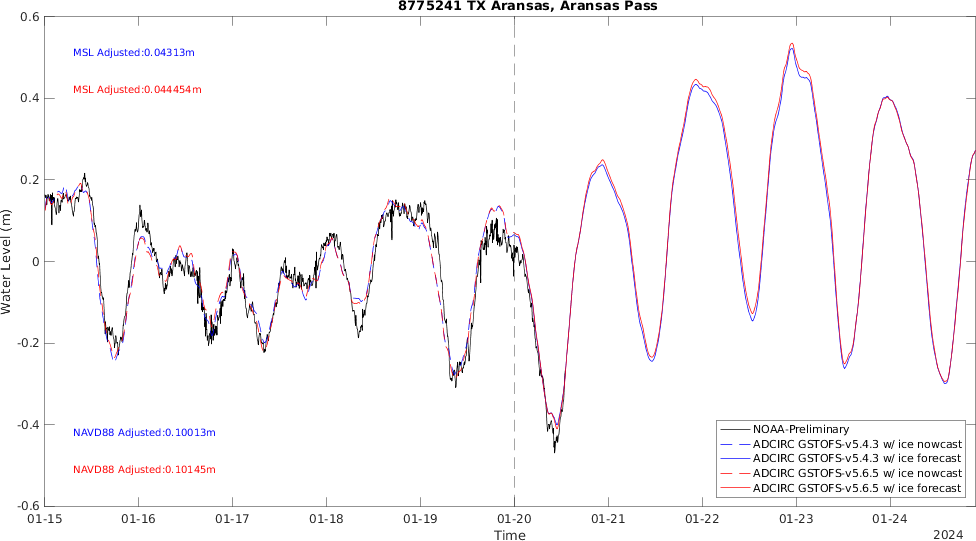 8775241 TX Aransas, Aransas Pass
0.6
0.4
0.2
0
-0.2
-0.4
-0.6
Water Level (m)
MSL Adjusted:0.04313m
MSL Adjusted:0.044454m
NAVD88 Adjusted:0.10013m
NAVD88 Adjusted:0.10145m
NOAA-Preliminary
ADCIRC GSTOFS-v5.4.3 w/ ice nowcast
ADCIRC GSTOFS-v5.4.3 w/ ice forecast
ADCIRC GSTOFS-v5.6.5 w/ ice nowcast
ADCIRC GSTOFS-v5.6.5 w/ ice forecast
01-15 01-16 01-17 01-18 01-19 01-20 01-21 01-22 01-23 01-24
Time
2024